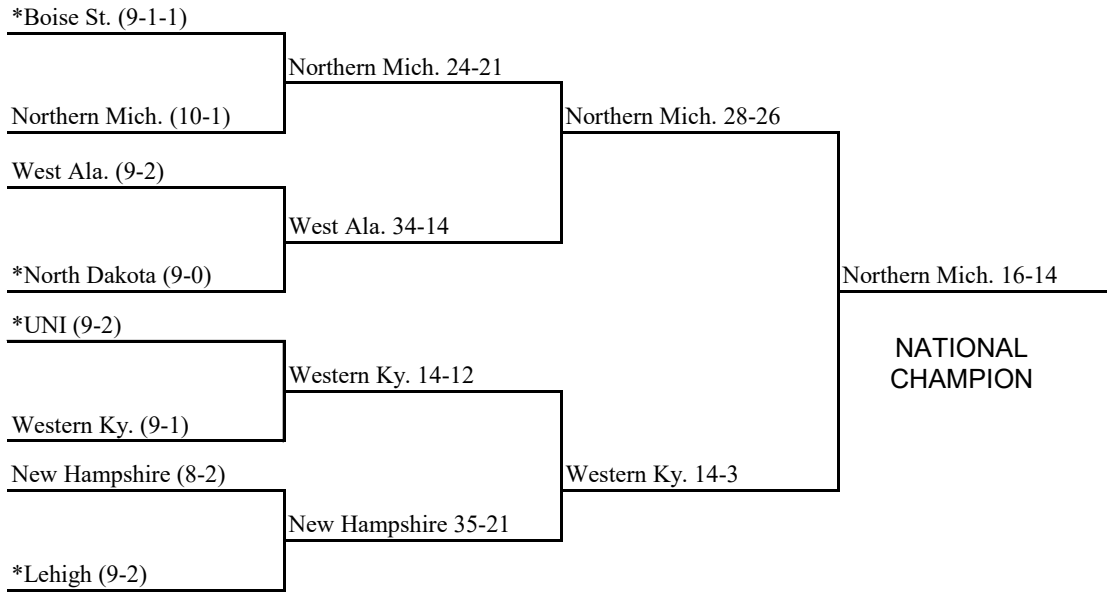 *Boise St. (9-1-1)
Northern Mich. 24-21
Northern Mich. (10-1)
Northern Mich. 28-26
West Ala. (9-2)
West Ala. 34-14
*North Dakota (9-0)
Northern Mich. 16-14
*UNI (9-2)
NATIONAL
CHAMPION
Western Ky. 14-12
Western Ky. (9-1)
New Hampshire (8-2)
Western Ky. 14-3
New Hampshire 35-21
*Lehigh (9-2)